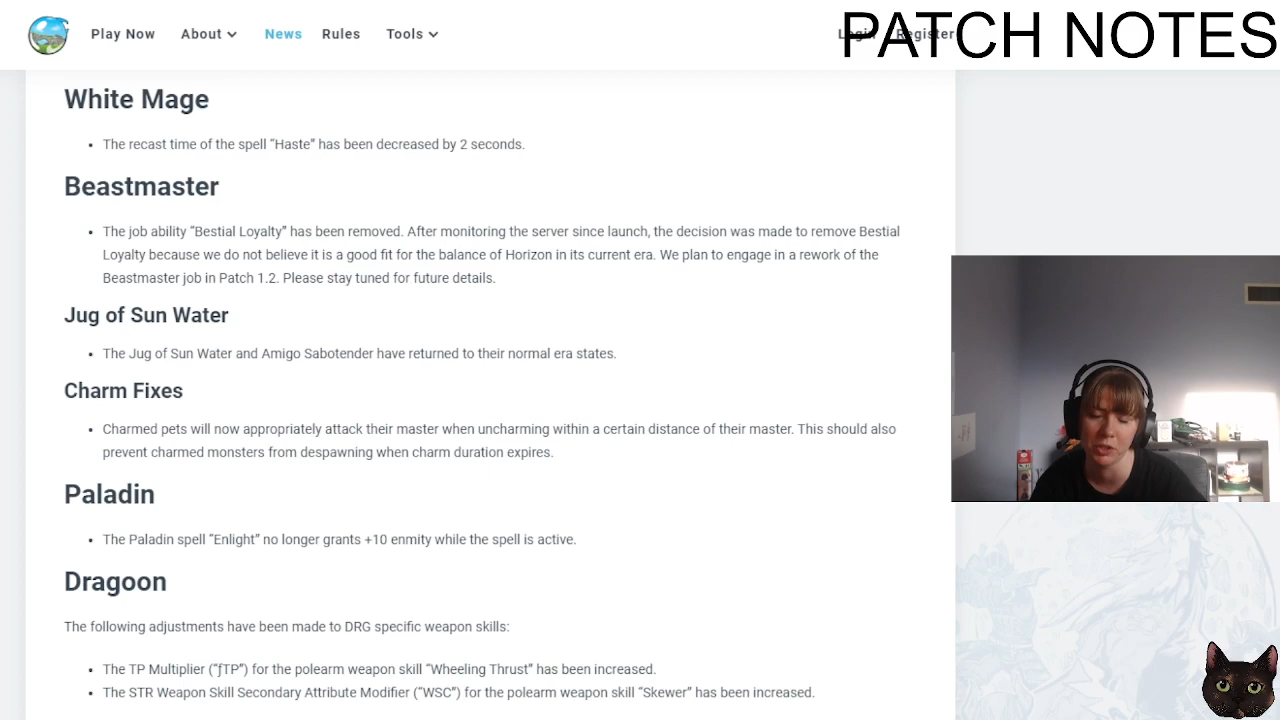 Play Now About News Rules Tools Login Register
PATCH NOTES
White Mage
• The recast time of the spell “Haste” has been decreased by 2 seconds.
Beastmaster
• The job ability “Bestial Loyalty” has been removed. After monitoring the server since launch, the decision was made to remove Bestial
Loyalty because we do not believe it is a good fit for the balance of Horizon in its current era. We plan to engage in a rework of the
Beastmaster job in Patch 1.2. Please stay tuned for future details.
Jug of Sun Water
• The Jug of Sun Water and Amigo Sabotender have returned to their normal era states.
Charm Fixes
• Charmed pets will now appropriately attack their master when uncharming within a certain distance of their master. This should also
prevent charmed monsters from despawning when charm duration expires.
Paladin
• The Paladin spell “Enlight” no longer grants +10 enmity while the spell is active.
Dragoon
The following adjustments have been made to DRG specific weapon skills:
• The TP Multiplier (“ƒTP”) for the polearm weapon skill “Wheeling Thrust” has been increased.
• The STR Weapon Skill Secondary Attribute Modifier (“WSC”) for the polearm weapon skill “Skewer” has been increased.